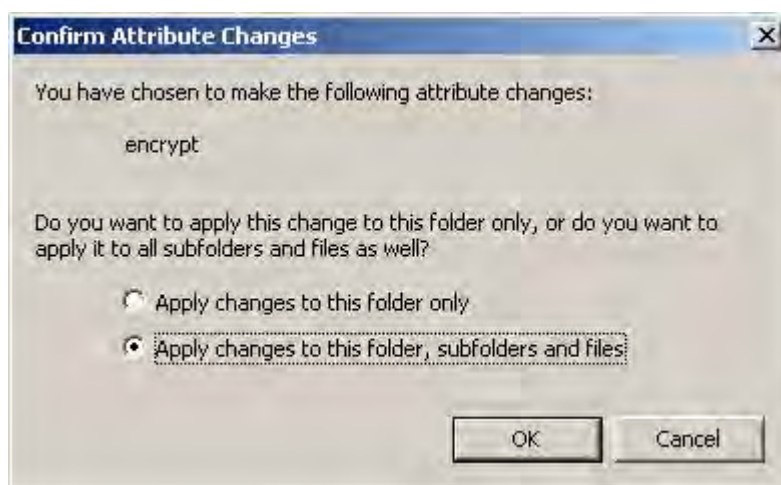 Confirm Attribute Changes
You have chosen to make the following attribute changes:
encrypt
Do you want to apply this change to this folder only, or do you want to
apply it to all subfolders and files as well?
Apply changes to this folder only
Apply changes to this folder, subfolders and files
OK
Cancel